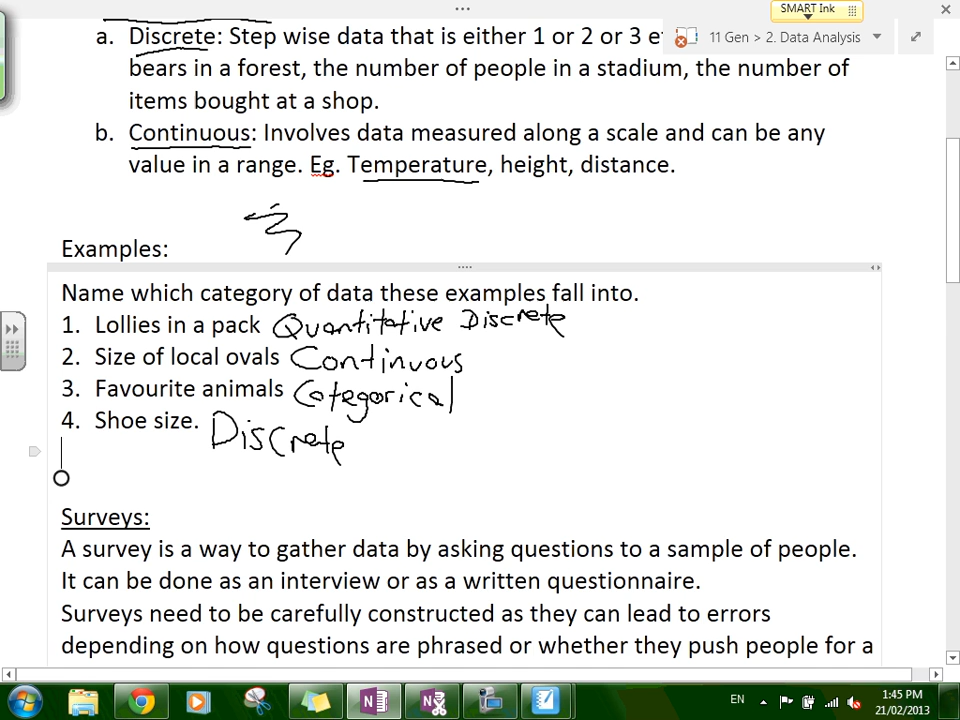 SMART Ink
11 Gen > 2. Data Analysis
a. Discrete: Step wise data that is either 1 or 2 or 3
bears in a forest, the number of people in a stadium, the number of
items bought at a shop.
b. Continuous: Involves data measured along a scale and can be any
value in a range. Eg. Temperature, height, distance.
Examples:
Name which category of data these examples fall into.
1. Lollies in a pack Quantitative Discrete
2. Size of local ovals Continuous
3. Favourite animals Categorical
4. Shoe size. Discrete
Surveys:
A survey is a way to gather data by asking questions to a sample of people.
It can be done as an interview or as a written questionnaire.
Surveys need to be carefully constructed as they can lead to errors
depending on how questions are phrased or whether they push people for a
EN
1:45 PM
21/02/2013